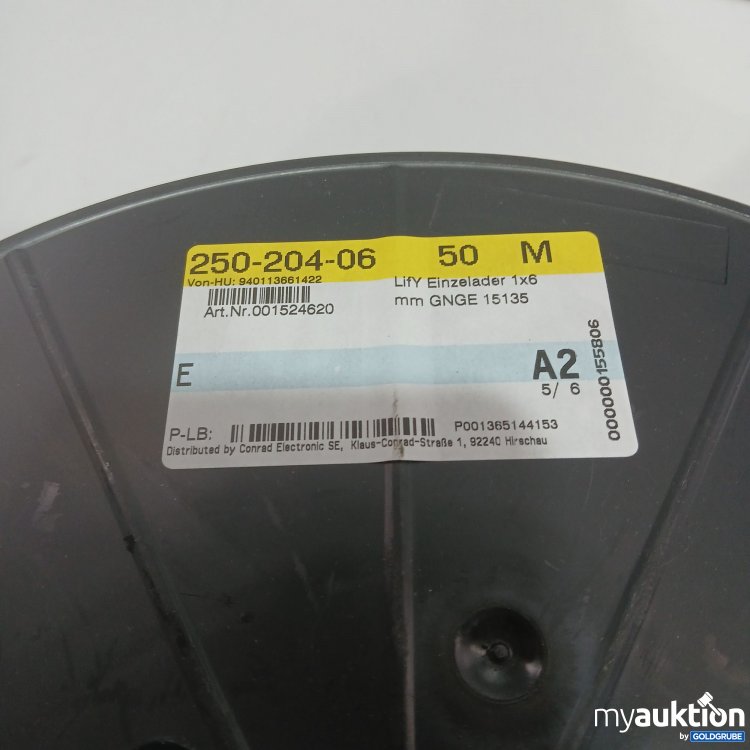 250-204-06 50 M
Von-HU: 940113661422
LifY Einzelader 1x6
mm GNGE 15135
Art.Nr.001524620
E
A2
5/ 6
000000155806
P-LB:
P001365144153
Distributed by Conrad Electronic SE, Klaus-Conrad-Straße 1, 92240 Hirschau
myauktion
by GOLDGRUBE